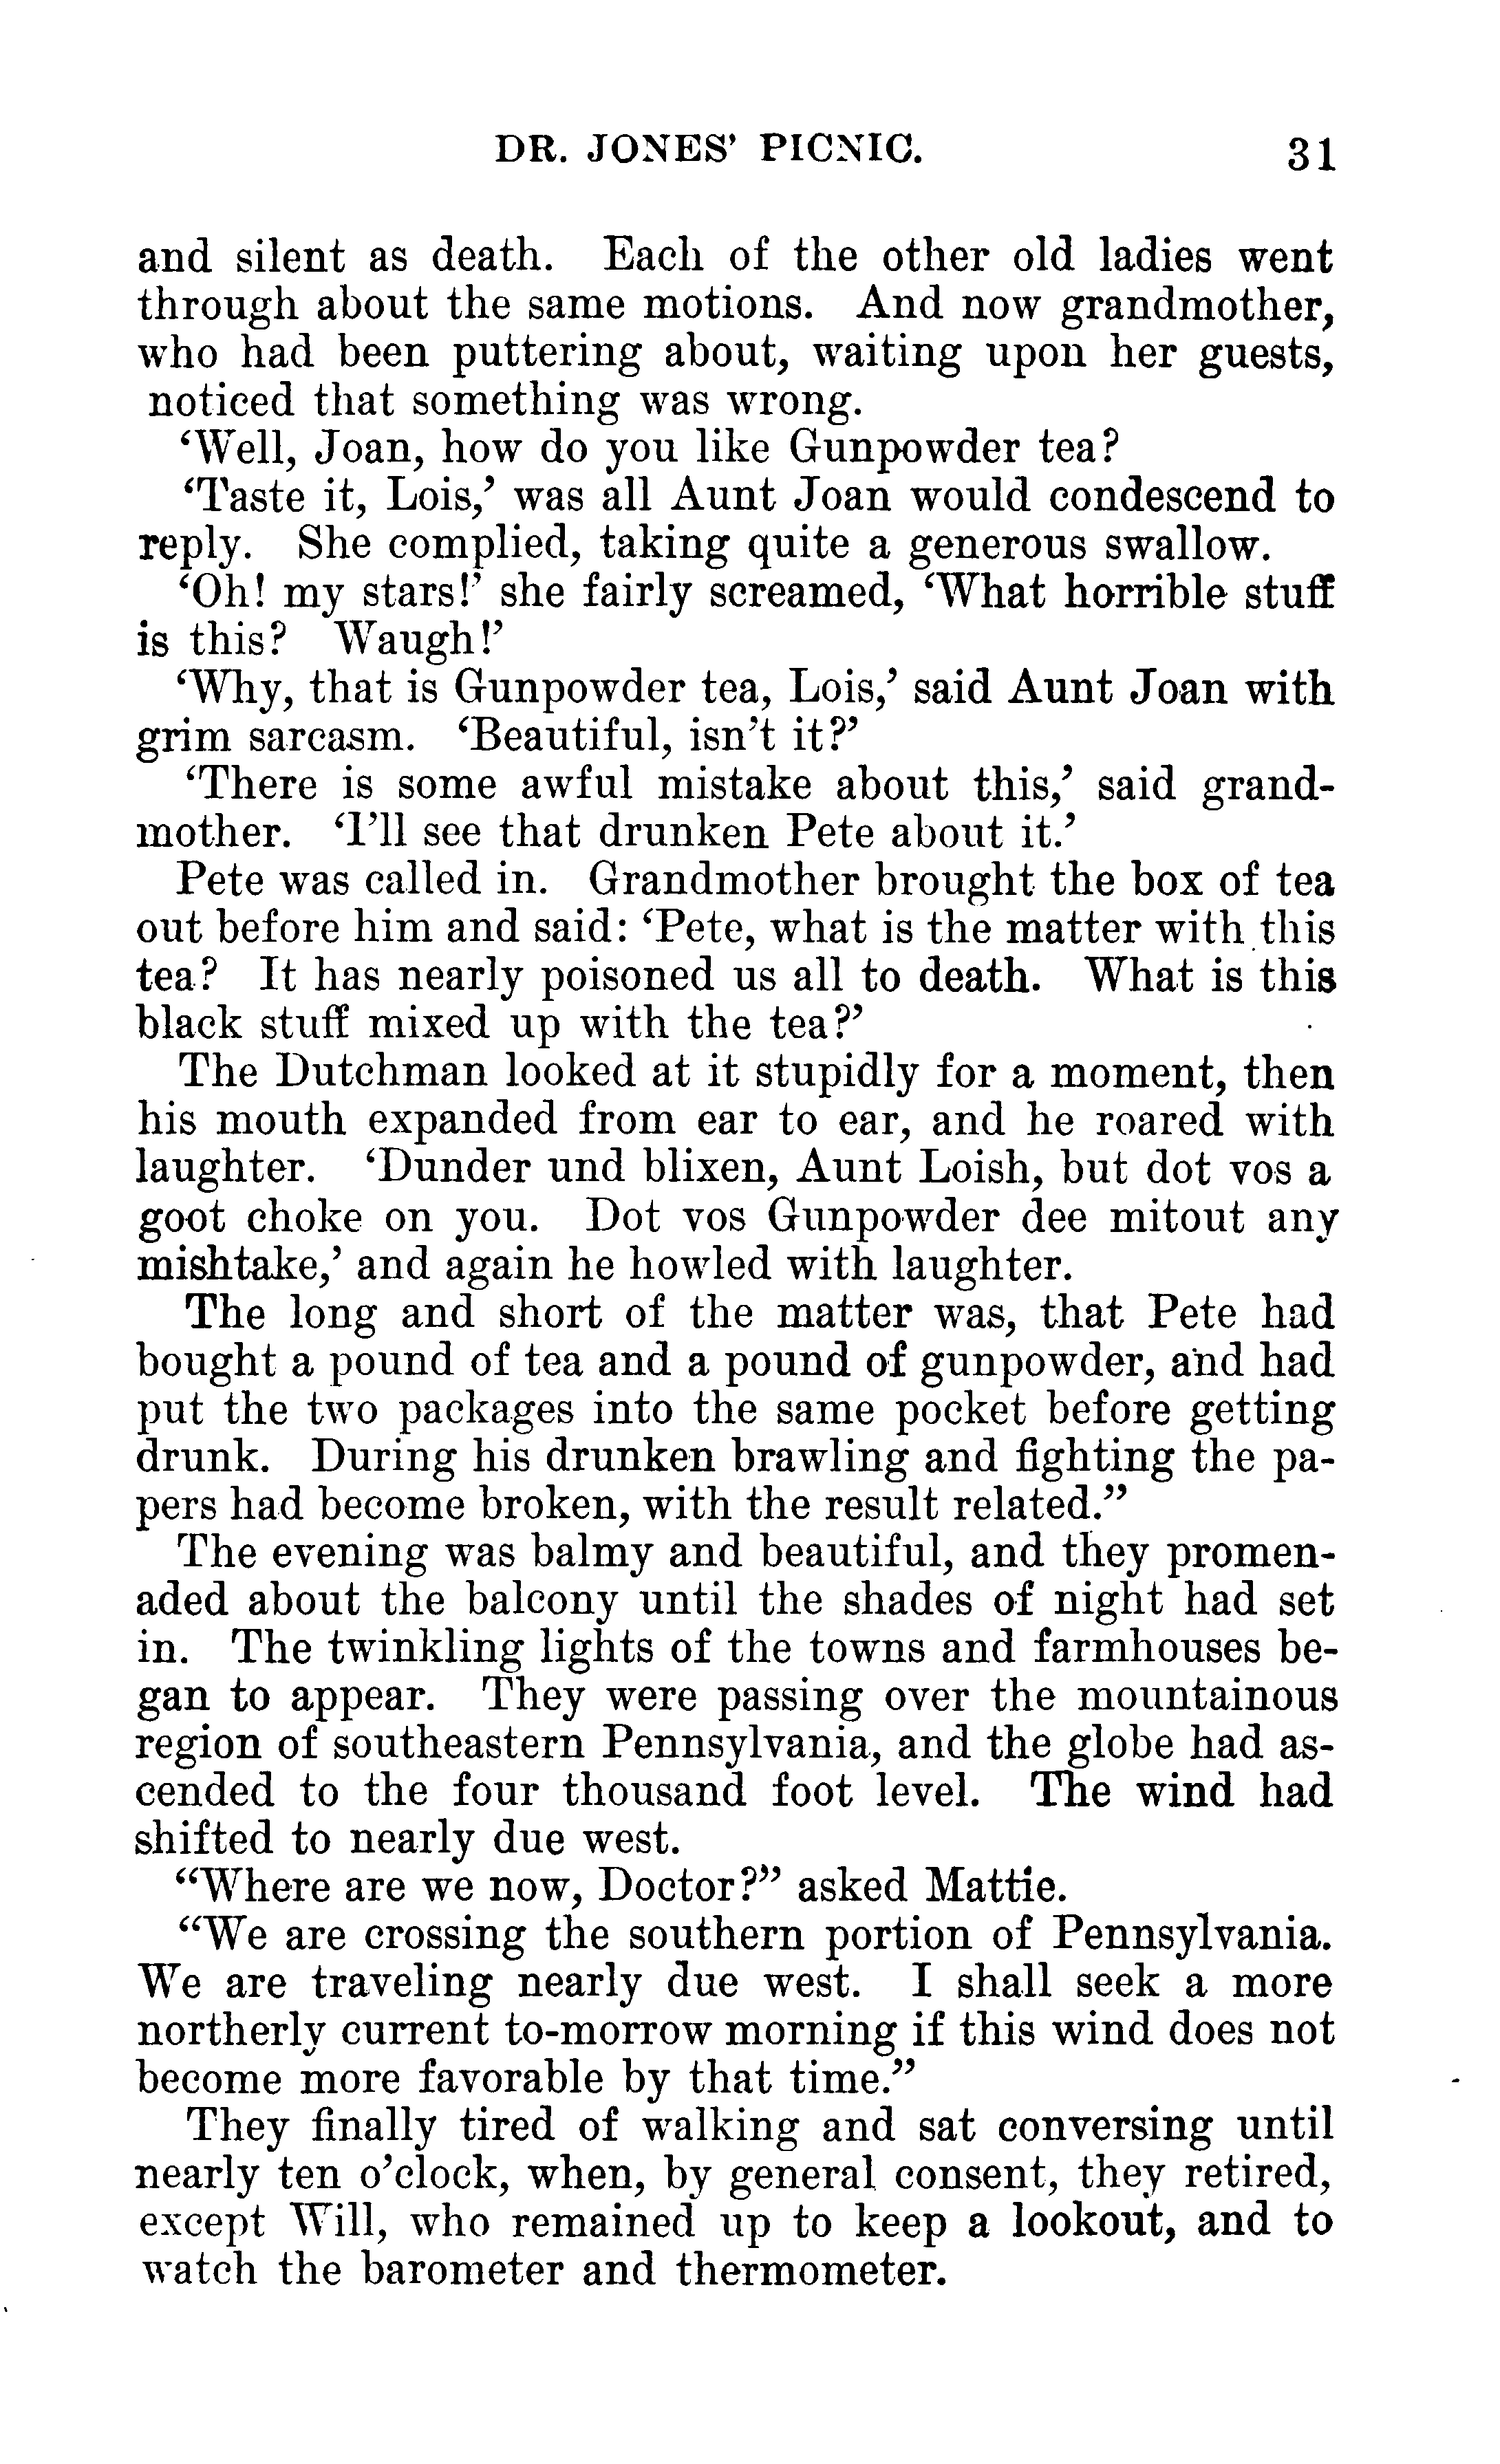 DR. JONES' PICNIC. 31
and silent as death. Each of the other old ladies went
through about the same motions. And now grandmother,
who had been puttering about, waiting upon her guests,
noticed that something was wrong.
‘Well, Joan, how do you like Gunpowder tea?
‘Taste it, Lois,’ was all Aunt Joan would condescend to
reply. She complied, taking quite a generous swallow.
‘Oh! my stars!’ she fairly screamed, ‘What horrible stuff
is this? Waugh!’
‘Why, that is Gunpowder tea, Lois,’ said Aunt Joan with
grim sarcasm. ‘Beautiful, isn’t it?’
‘There is some awful mistake about this,’ said grand-
mother. ‘I’ll see that drunken Pete about it.’
Pete was called in. Grandmother brought the box of tea
out before him and said: ‘Pete, what is the matter with this
tea? It has nearly poisoned us all to death. What is this
black stuff mixed up with the tea?’
The Dutchman looked at it stupidly for a moment, then
his mouth expanded from ear to ear, and he roared with
laughter. ‘Dunder und blixen, Aunt Loish, but dot vos a
goot choke on you. Dot vos Gunpowder dee mitout any
mishtake,’ and again he howled with laughter.
The long and short of the matter was, that Pete had
bought a pound of tea and a pound of gunpowder, and had
put the two packages into the same pocket before getting
drunk. During his drunken brawling and fighting the pa-
pers had become broken, with the result related.”
The evening was balmy and beautiful, and they promen-
aded about the balcony until the shades of night had set
in. The twinkling lights of the towns and farmhouses be-
gan to appear. They were passing over the mountainous
region of southeastern Pennsylvania, and the globe had as-
cended to the four thousand foot level. The wind had
shifted to nearly due west.
“Where are we now, Doctor?” asked Mattie.
“We are crossing the southern portion of Pennsylvania.
We are traveling nearly due west. I shall seek a more
northerly current to-morrow morning if this wind does not
become more favorable by that time.”
They finally tired of walking and sat conversing until
nearly ten o’clock, when, by general consent, they retired,
except Will, who remained up to keep a lookout, and to
watch the barometer and thermometer.